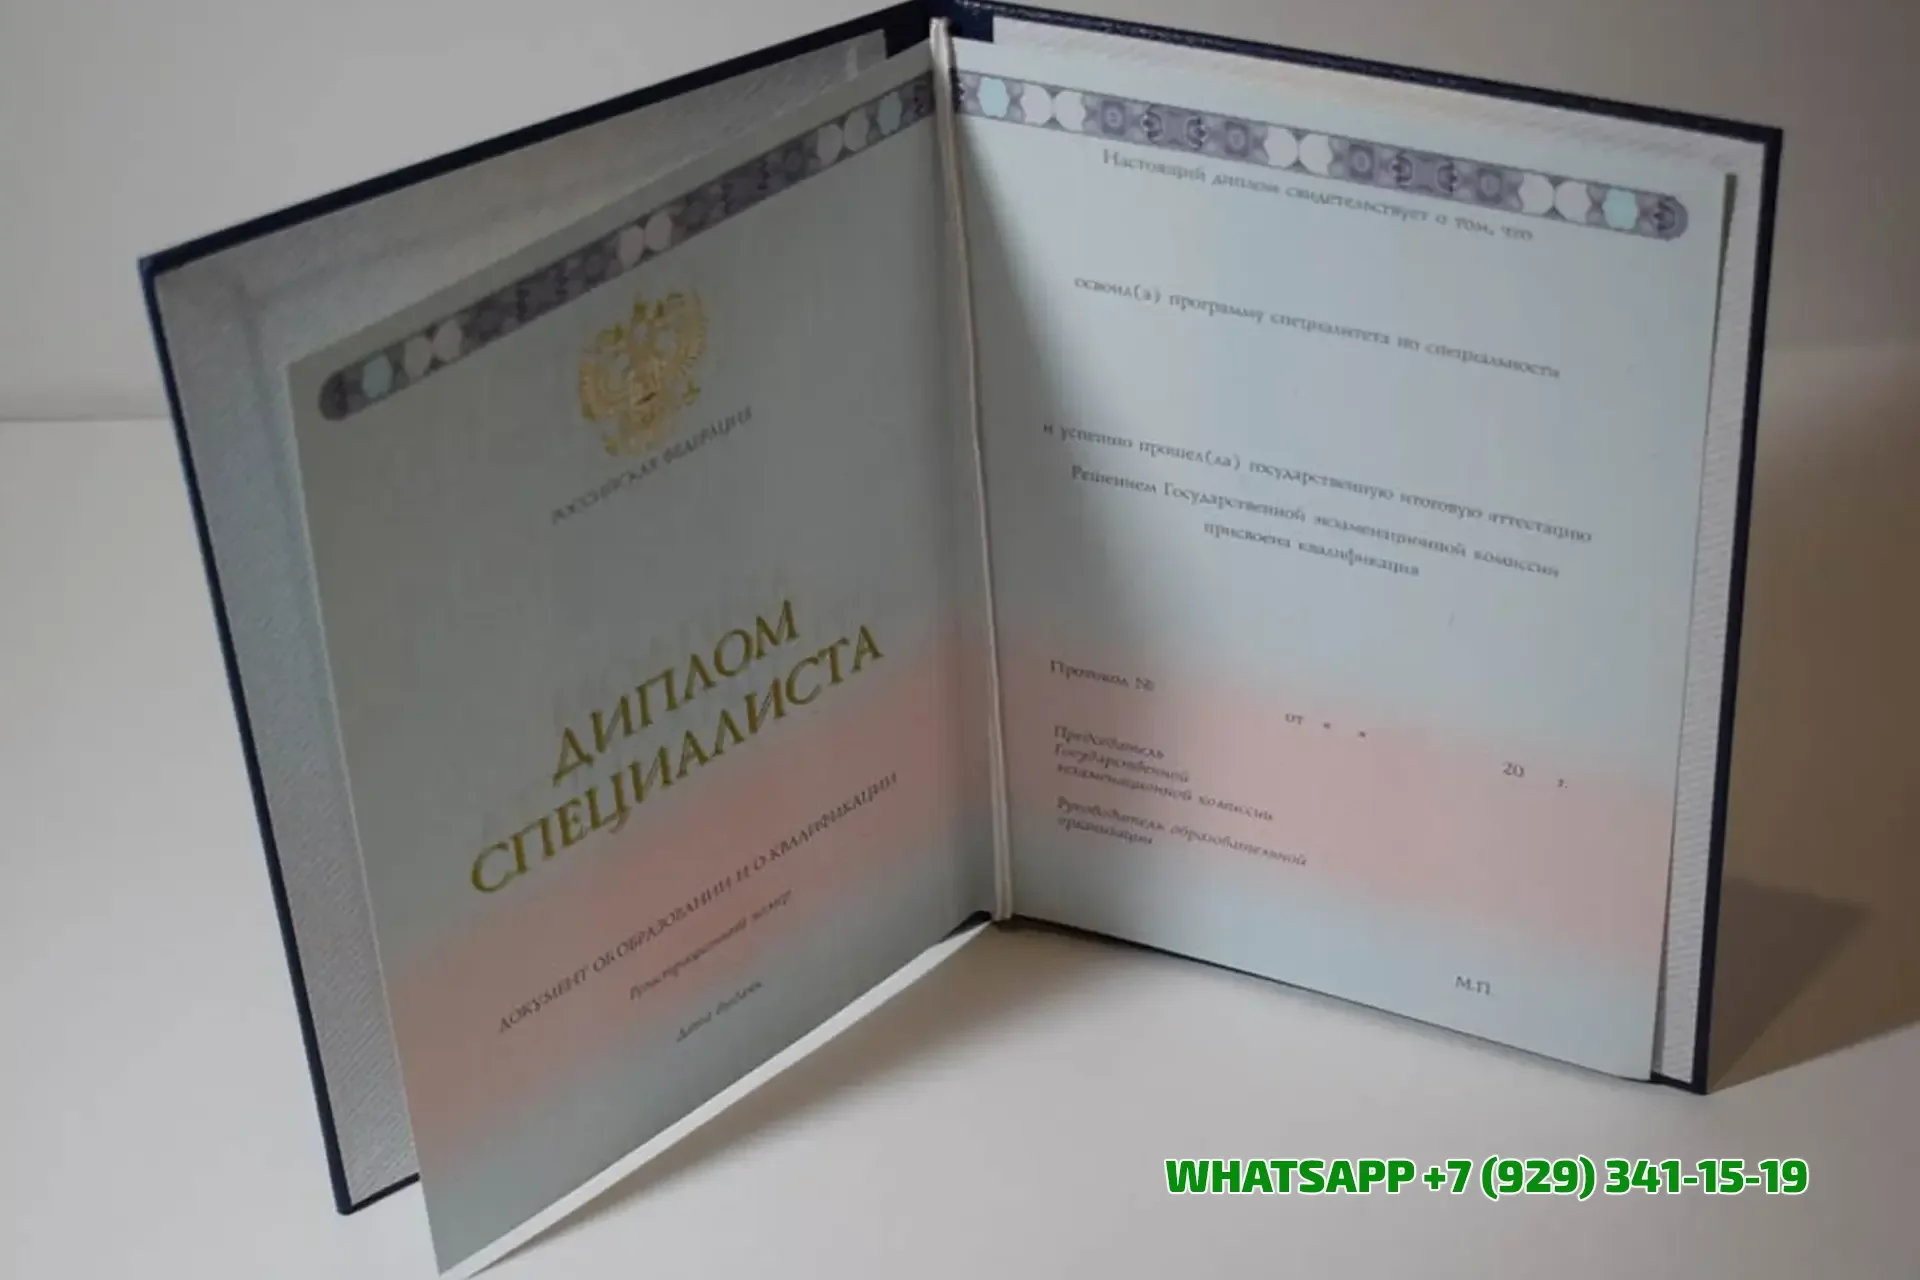 РОССИЙСКАЯ ФЕДЕРАЦИЯ
ДИПЛОМ
СПЕЦИАЛИСТА
ДОКУМЕНТ ОБ ОБРАЗОВАНИИ И О КВАЛИФИКАЦИИ
Регистрационный номер
Дата выдачи
Настоящий диплом свидетельствует о том, что
освоил(а) программу специалитета по специальности
и успешно прошел(ла) государственную итоговую аттестацию
Решением Государственной экзаменационной комиссии
присвоена квалификация
Протокол №
от « »
20 г.
Председатель
Государственной
экзаменационной комиссии
Руководитель образовательной
организации
М.П.
WHATSAPP +7 (929) 341-15-19